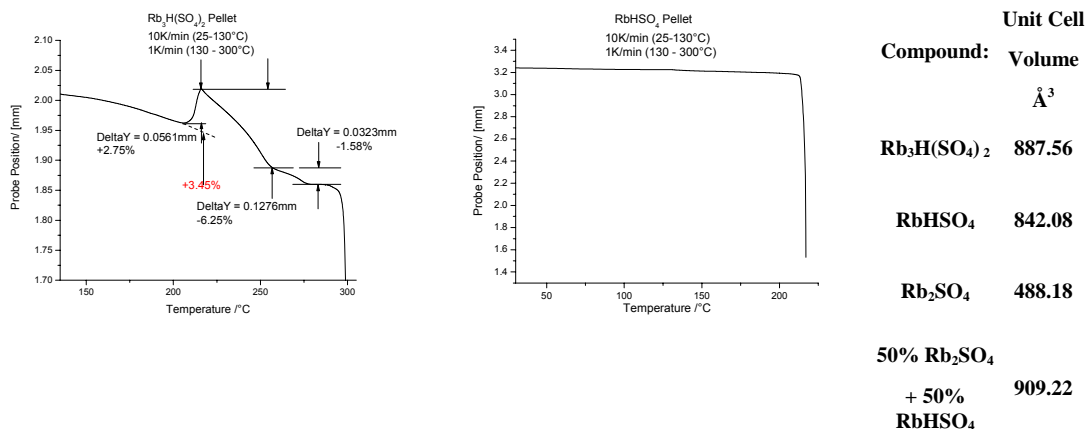 Rb₃H(SO₄)₂ Pellet
10K/min (25-130°C)
1K/min (130 - 300°C)
2.10
2.05
2.00
1.95
1.90
1.85
1.80
1.75
1.70
Probe Position/ [mm]
DeltaY = 0.0561mm
+2.75%
+3.45%
DeltaY = 0.0323mm
-1.58%
DeltaY = 0.1276mm
-6.25%
150 200 250 300
Temperature /°C
RbHSO₄ Pellet
10K/min (25-130°C)
1K/min (130 - 300°C)
3.4
3.2
3.0
2.8
2.6
2.4
2.2
2.0
1.8
1.6
1.4
Probe Position/ [mm]
50 100 150 200
Temperature /°C
Compound: Unit Cell
Volume
Å³
Rb₃H(SO₄) ₂ 887.56
RbHSO₄ 842.08
Rb₂SO₄ 488.18
50% Rb₂SO₄
+ 50% 909.22
RbHSO₄